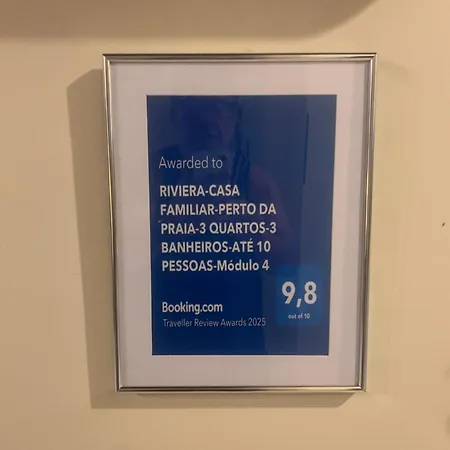 Awarded to
RIVIERA-CASA
FAMILIAR-PERTO DA
PRAIA-3 QUARTOS-3
BANHEIROS-ATÉ 10
PESSOAS-Módulo 4
9,8
out of 10
Booking.com
Traveller Review Awards 2025